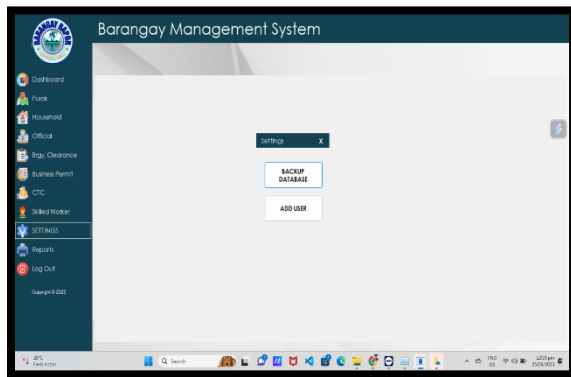 Barangay Management System
Dashboard
Purok
Household
Official
Brgy. Clearance
Business Permit
CTC
Skilled Worker
SETTINGS
Reports
Log Out
Copyright © 2023
Settings X
BACKUP
DATABASE
ADD USER
Search